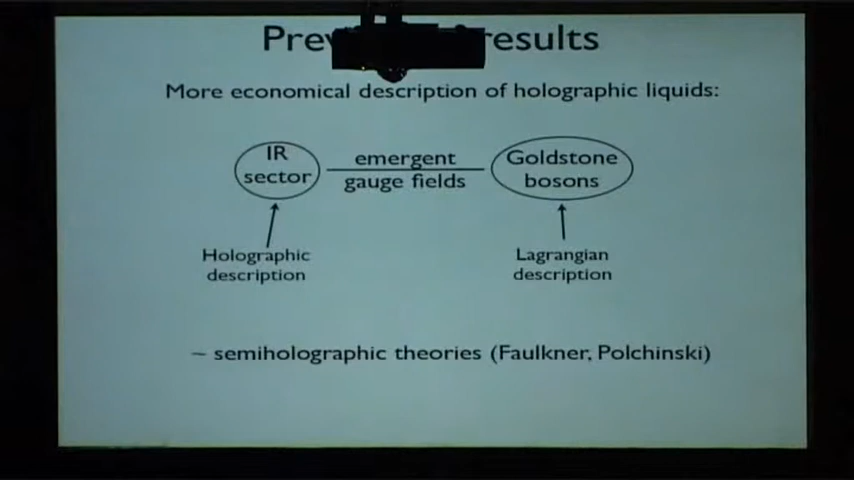 Prev results
More economical description of holographic liquids:
IR
sector
emergent
gauge fields
Goldstone
bosons
Holographic
description
Lagrangian
description
~ semiholographic theories (Faulkner, Polchinski)